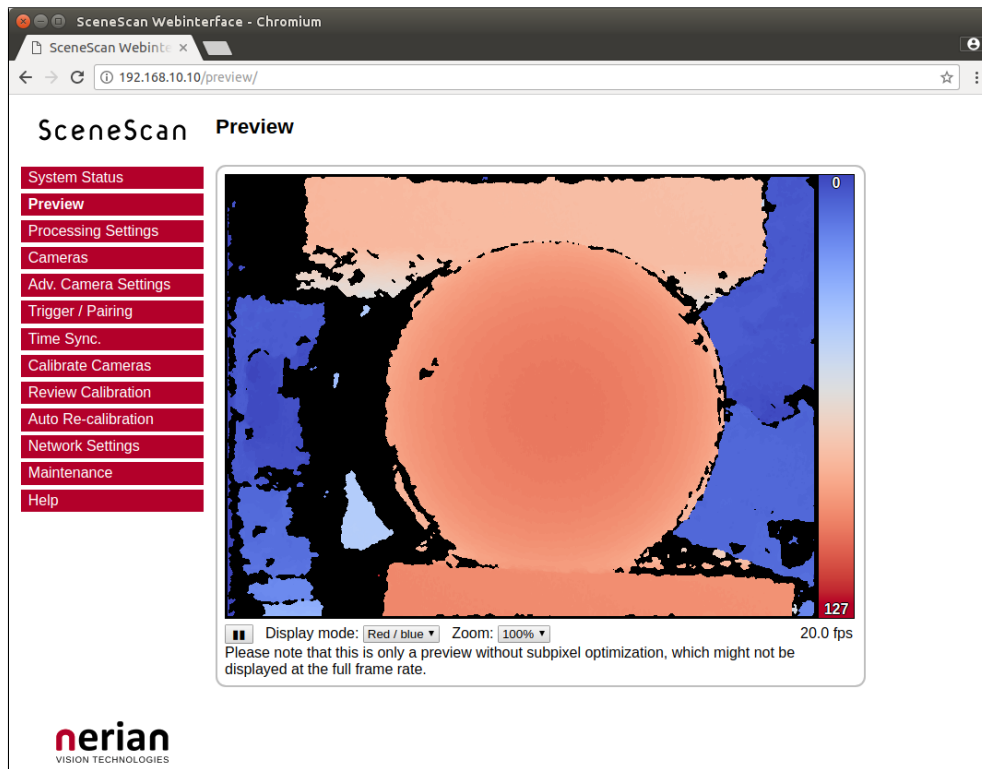 SceneScan Webinterface - Chromium
SceneScan Webinte
192.168.10.10/preview/
SceneScan
Preview
System Status
Preview
Processing Settings
Cameras
Adv. Camera Settings
Trigger / Pairing
Time Sync.
Calibrate Cameras
Review Calibration
Auto Re-calibration
Network Settings
Maintenance
Help
0
127
Display mode: Red / blue Zoom: 100% 20.0 fps
Please note that this is only a preview without subpixel optimization, which might not be
displayed at the full frame rate.
nerian
VISION TECHNOLOGIES